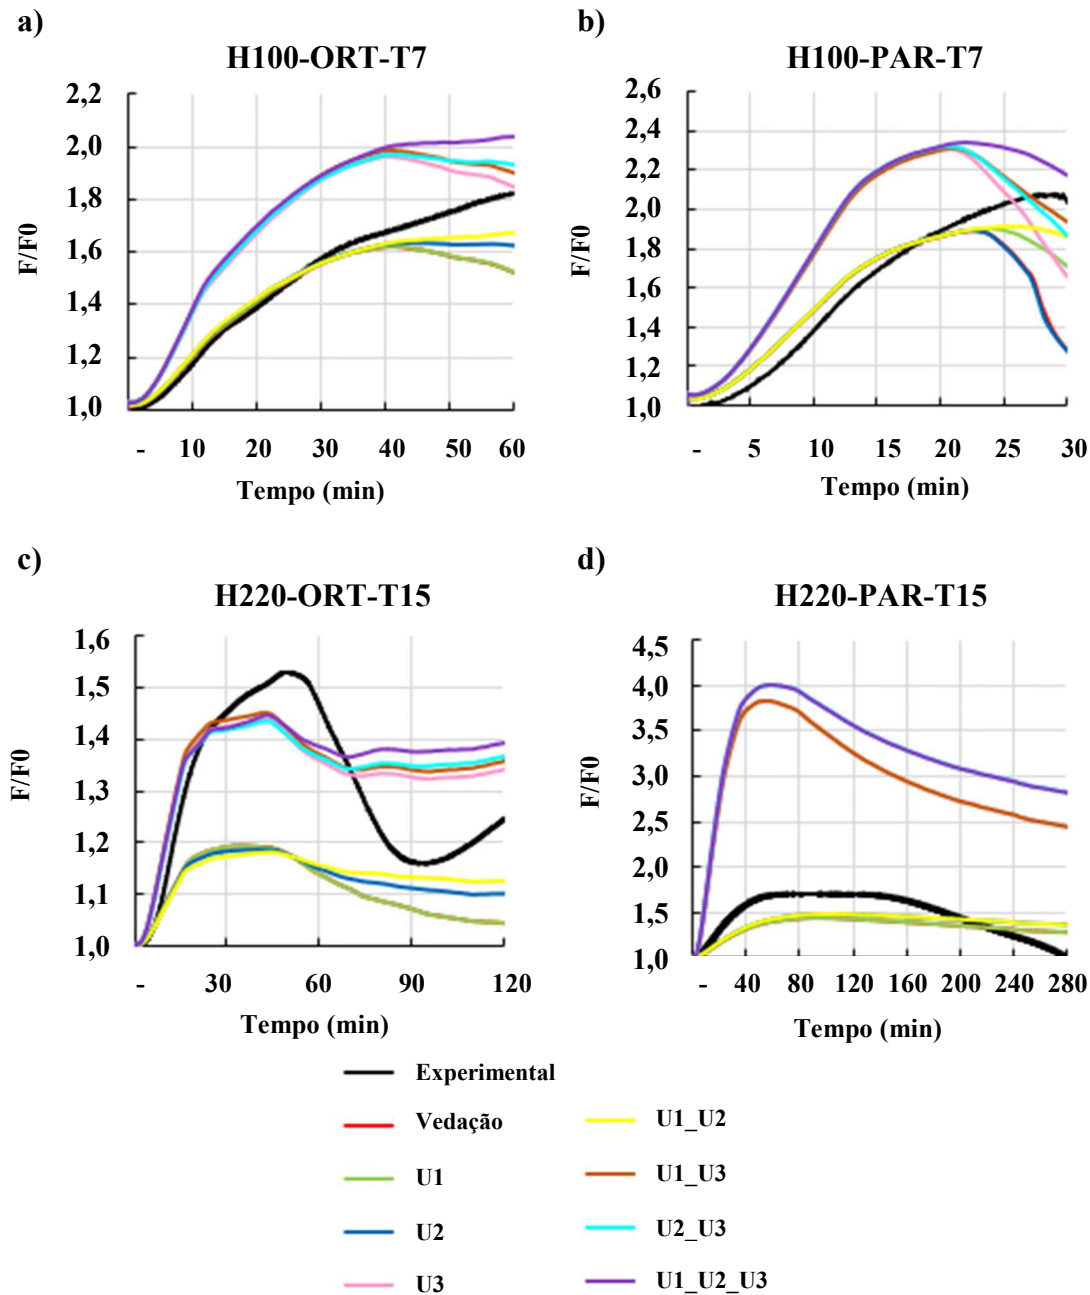 a)
H100-ORT-T7
2,2
2,0
1,8
1,6
1,4
1,2
1,0
F/F0
- 10 20 30 40 50 60
Tempo (min)
b)
H100-PAR-T7
2,6
2,4
2,2
2,0
1,8
1,6
1,4
1,2
1,0
F/F0
- 5 10 15 20 25 30
Tempo (min)
c)
H220-ORT-T15
1,6
1,5
1,4
1,3
1,2
1,1
1,0
F/F0
- 30 60 90 120
Tempo (min)
d)
H220-PAR-T15
4,5
4,0
3,5
3,0
2,5
2,0
1,5
1,0
F/F0
- 40 80 120 160 200 240 280
Tempo (min)
Experimental
Vedação
U1
U2
U3
U1_U2
U1_U3
U2_U3
U1_U2_U3